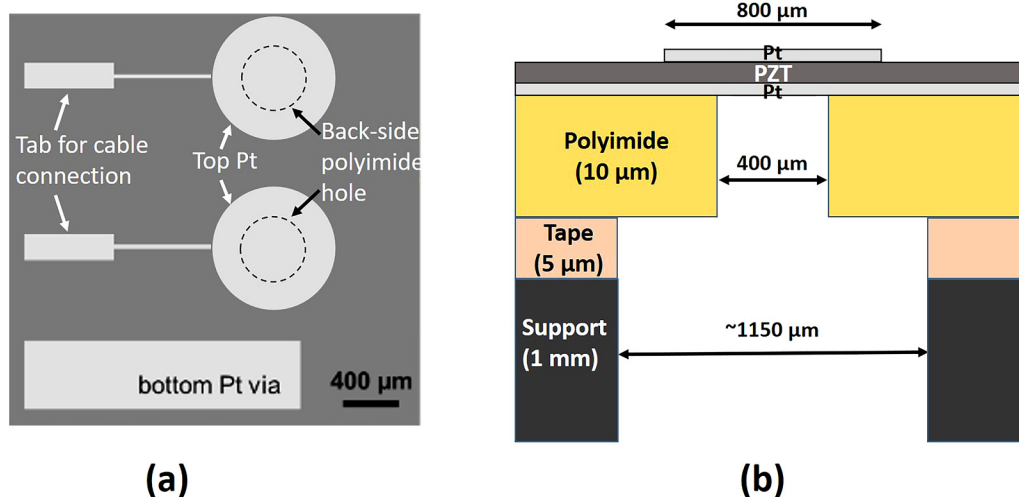 Tab for cable
connection
Top Pt
Back-side
polyimide
hole
bottom Pt via
400 µm
(a)
800 µm
Pt
PZT
Pt
Polyimide
(10 µm)
400 µm
Tape
(5 µm)
Support
(1 mm)
~1150 µm
(b)